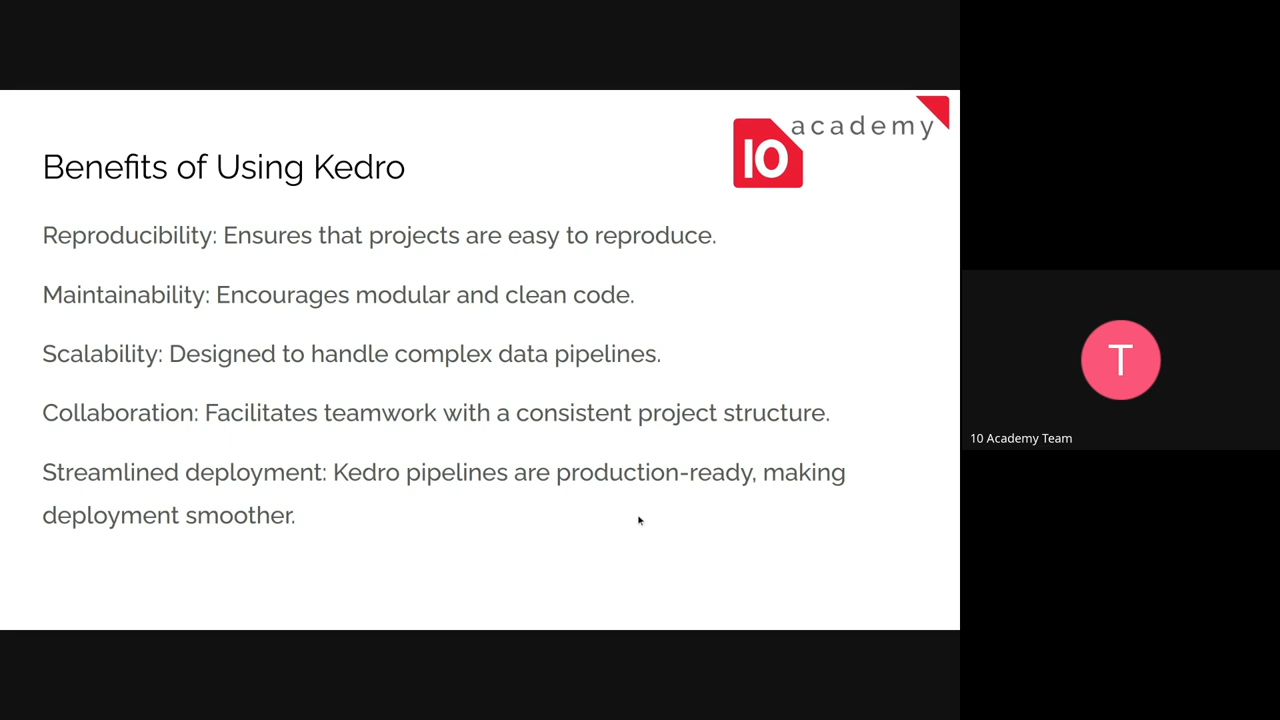 10 academy
Benefits of Using Kedro
Reproducibility: Ensures that projects are easy to reproduce.
Maintainability: Encourages modular and clean code.
Scalability: Designed to handle complex data pipelines.
Collaboration: Facilitates teamwork with a consistent project structure.
Streamlined deployment: Kedro pipelines are production-ready, making
deployment smoother.
T
10 Academy Team